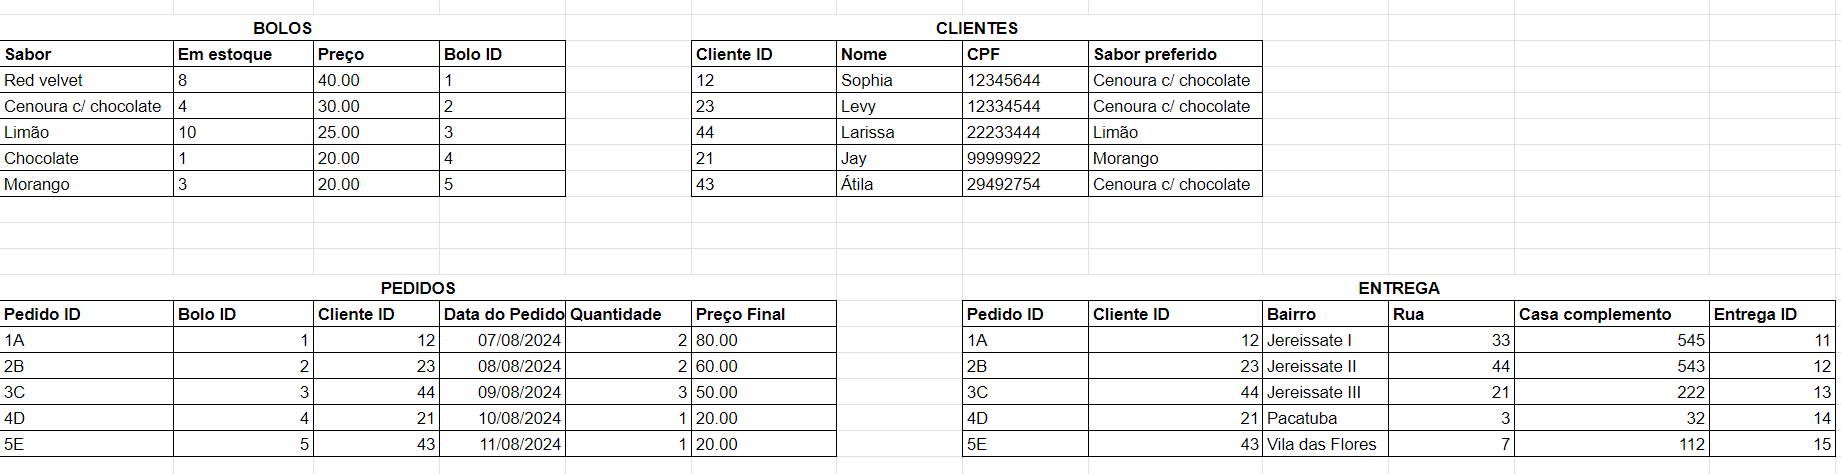 BOLOS
Sabor Em estoque Preço Bolo ID
Red velvet 8 40.00 1
Cenoura c/ chocolate 4 30.00 2
Limão 10 25.00 3
Chocolate 1 20.00 4
Morango 3 20.00 5
CLIENTES
Cliente ID Nome CPF Sabor preferido
12 Sophia 12345644 Cenoura c/ chocolate
23 Levy 12334544 Cenoura c/ chocolate
44 Larissa 22233444 Limão
21 Jay 99999922 Morango
43 Átila 29492754 Cenoura c/ chocolate
PEDIDOS
Pedido ID Bolo ID Cliente ID Data do Pedido Quantidade Preço Final
1A 1 12 07/08/2024 2 80.00
2B 2 23 08/08/2024 2 60.00
3C 3 44 09/08/2024 3 50.00
4D 4 21 10/08/2024 1 20.00
5E 5 43 11/08/2024 1 20.00
ENTREGA
Pedido ID Cliente ID Bairro Rua Casa complemento Entrega ID
1A 12 Jereissate I 33 545 11
2B 23 Jereissate II 44 543 12
3C 44 Jereissate III 21 222 13
4D 21 Pacatuba 3 32 14
5E 43 Vila das Flores 7 112 15